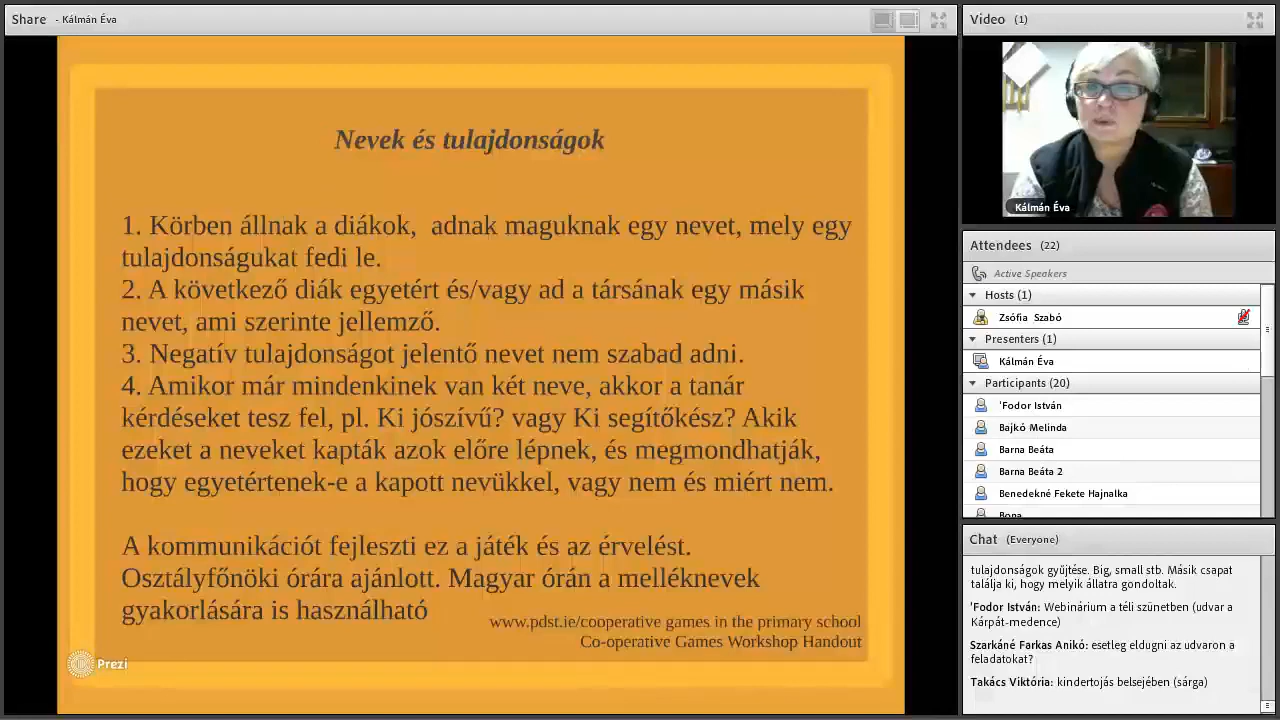 Share - Kálmán Éva
Nevek és tulajdonságok
1. Körben állnak a diákok, adnak maguknak egy nevet, mely egy
tulajdonságukat fedi le.
2. A következő diák egyetért és/vagy ad a társának egy másik
nevet, ami szerinte jellemző.
3. Negatív tulajdonságot jelentő nevet nem szabad adni.
4. Amikor már mindenkinek van két neve, akkor a tanár
kérdéseket tesz fel, pl. Ki jószívű? vagy Ki segítőkész? Akik
ezeket a neveket kapták azok előre lépnek, és megmondhatják,
hogy egyetértenek-e a kapott nevükkel, vagy nem és miért nem.
A kommunikációt fejleszti ez a játék és az érvelést.
Osztályfőnöki órára ajánlott. Magyar órán a melléknevek
gyakorlására is használható
www.pdst.ie/cooperative games in the primary school
Co-operative Games Workshop Handout
Prezi
Video (1)
Kálmán Éva
Attendees (22)
Active Speakers
Hosts (1)
Zsófia Szabó
Presenters (1)
Kálmán Éva
Participants (20)
'Fodor István
Bajkó Melinda
Barna Beáta
Barna Beáta 2
Benedekné Fekete Hajnalka
Bona
Chat (Everyone)
tulajdonságok gyűjtése. Big, small stb. Másik csapat
találja ki, hogy melyik állatra gondoltak.
'Fodor István: Webinárium a téli szünetben (udvar a
Kárpát-medence)
Szarkáné Farkas Anikó: esetleg eldugni az udvaron a
feladatokat?
Takács Viktória: kindertojás belsejében (sárga)